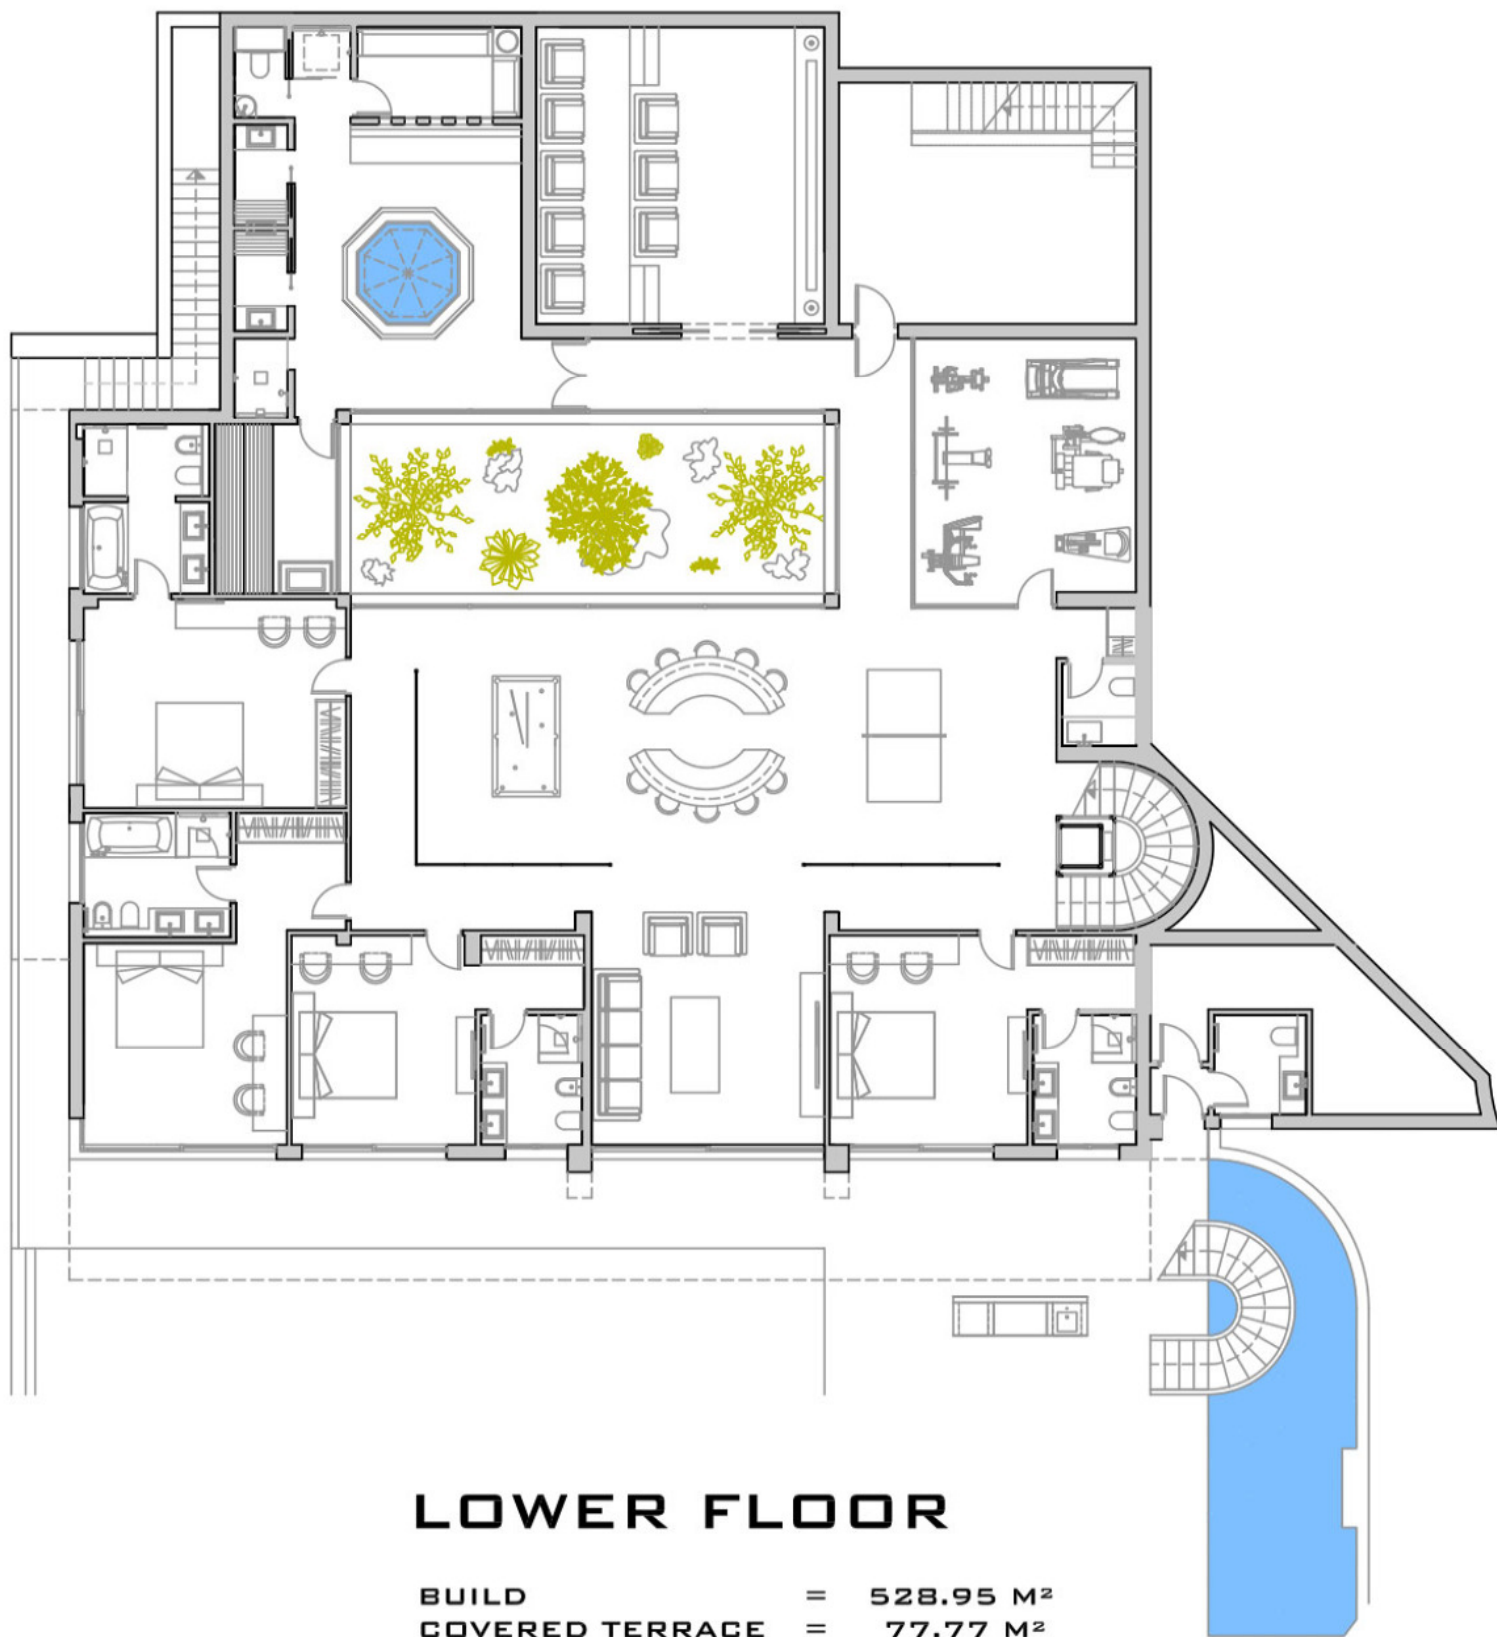 LOWER FLOOR
BUILD = 528.95 M²
COVERED TERRACE = 77.77 M²